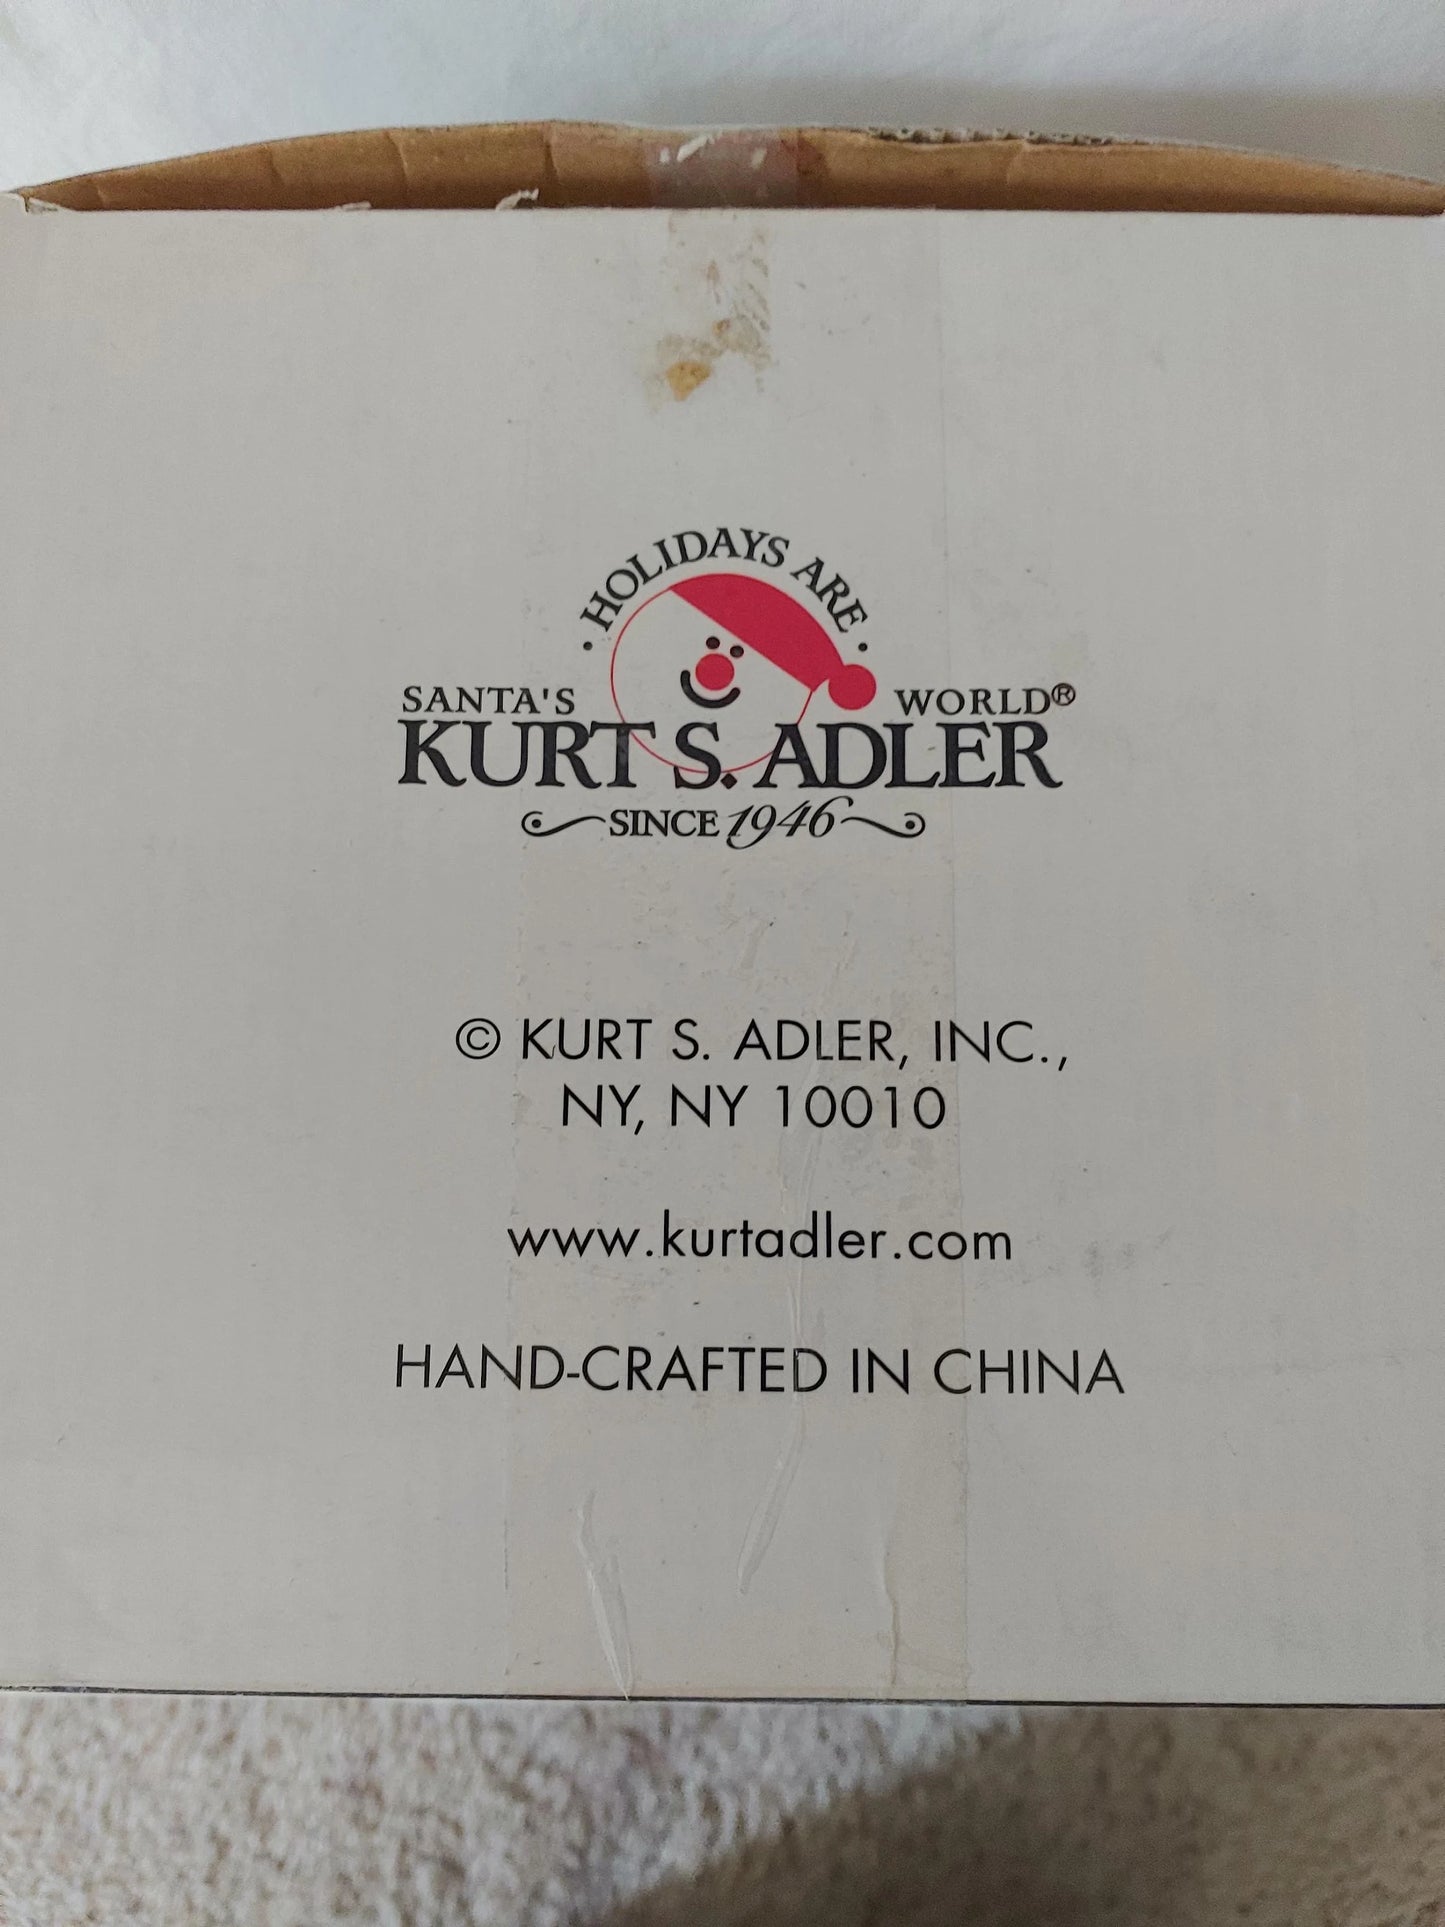 · HOLIDAYS ARE ·
SANTA'S WORLD®
KURT S. ADLER
SINCE 1946
© KURT S. ADLER, INC.,
NY, NY 10010
www.kurtadler.com
HAND-CRAFTED IN CHINA